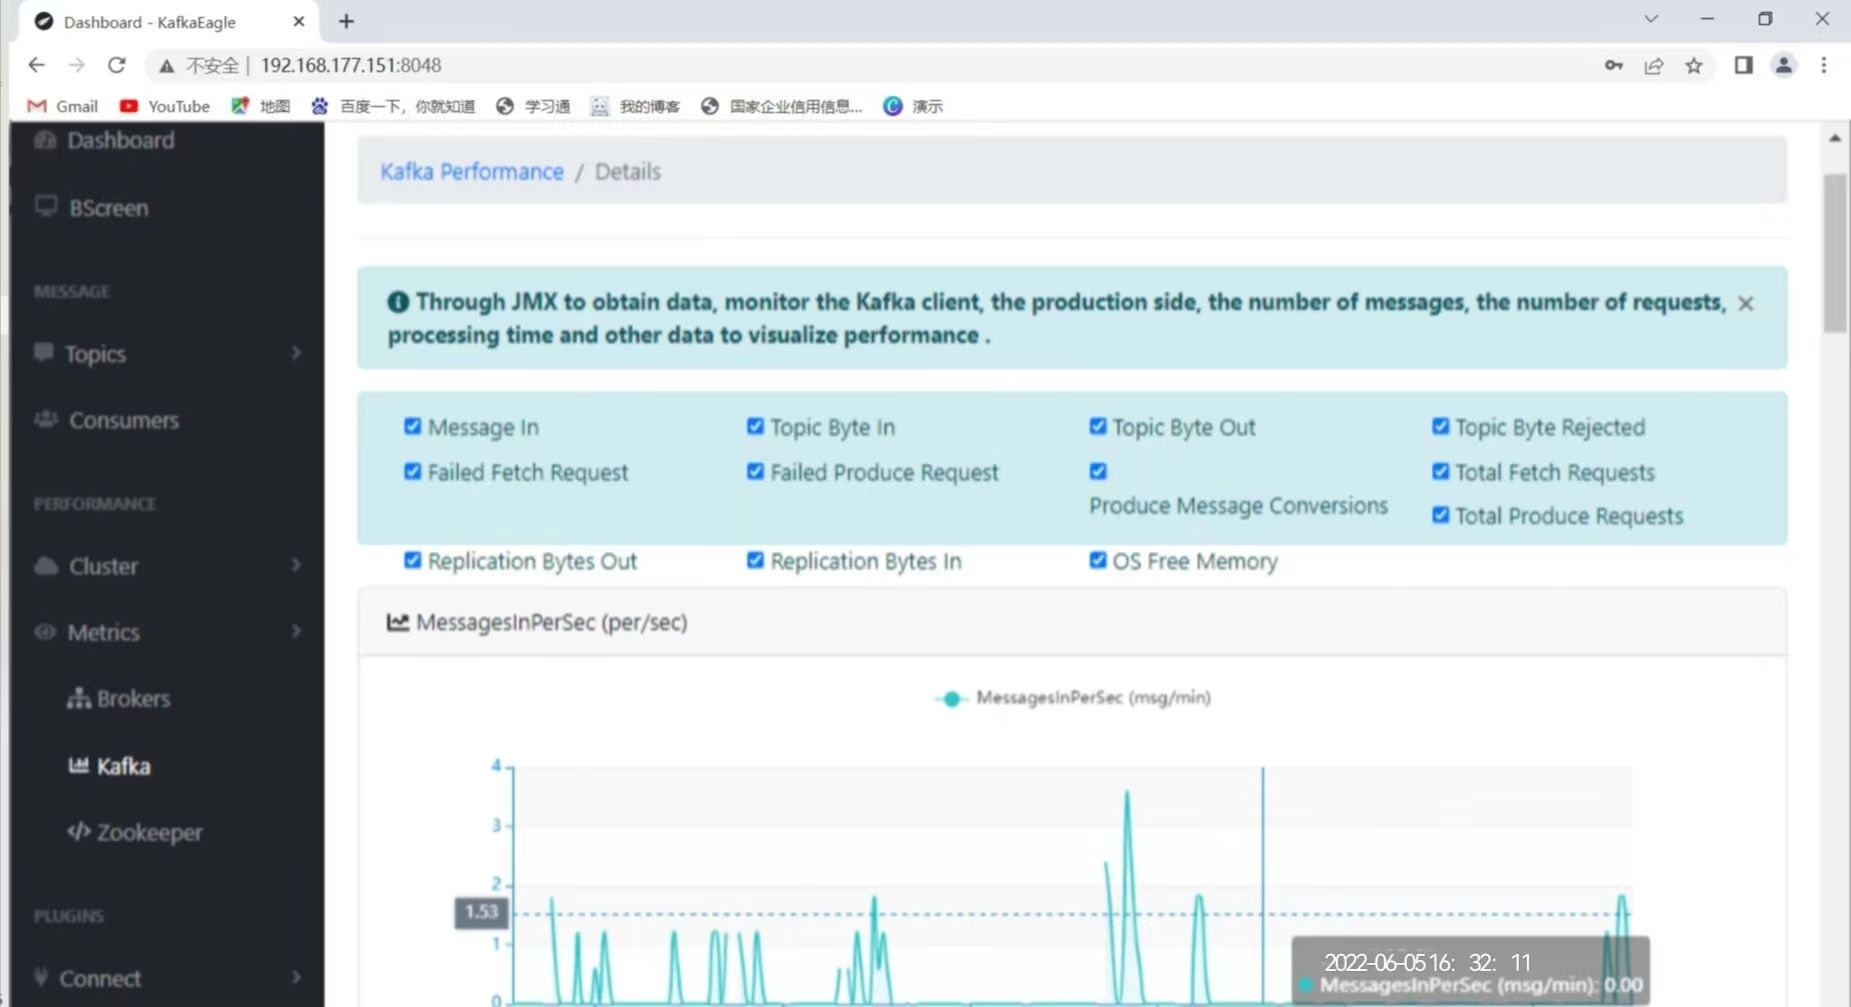 Dashboard - KafkaEagle
不安全 | 192.168.177.151:8048
Gmail YouTube 地图 百度一下，你就知道 学习通 我的博客 国家企业信用信息... 演示
Dashboard
BScreen
MESSAGE
Topics
Consumers
PERFORMANCE
Cluster
Metrics
Brokers
Kafka
Zookeeper
PLUGINS
Connect
Kafka Performance / Details
Through JMX to obtain data, monitor the Kafka client, the production side, the number of messages, the number of requests,
processing time and other data to visualize performance .
Message In Topic Byte In Topic Byte Out Topic Byte Rejected
Failed Fetch Request Failed Produce Request Total Fetch Requests
Produce Message Conversions
Total Produce Requests
Replication Bytes Out Replication Bytes In OS Free Memory
MessagesInPerSec (per/sec)
MessagesInPerSec (msg/min)
4
3
2
1.53
1
0
2022-06-05 16: 32: 11
MessagesInPerSec (msg/min): 0.00